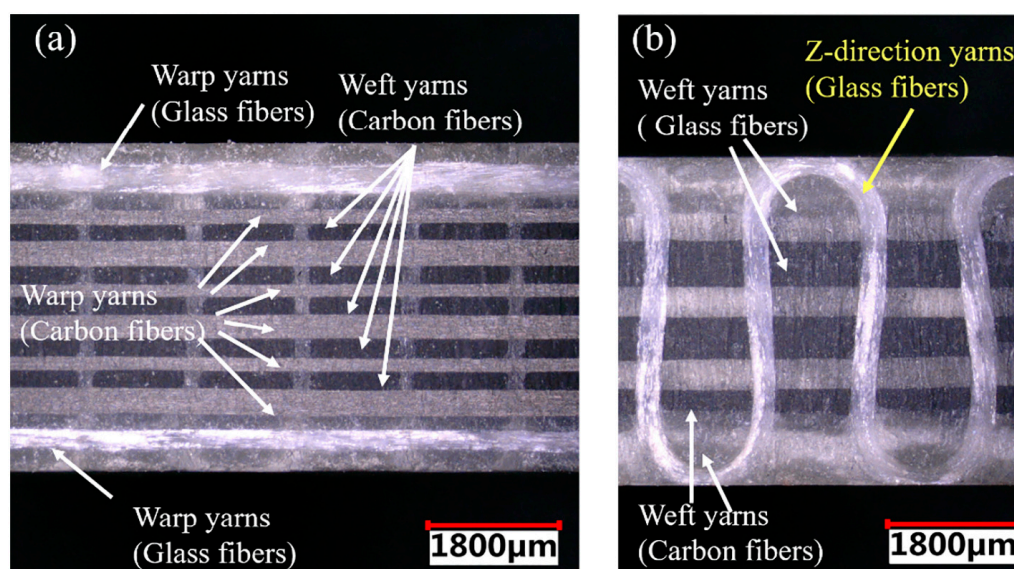 (a)
Warp yarns
(Glass fibers)
Weft yarns
(Carbon fibers)
Warp yarns
(Carbon fibers)
Warp yarns
(Glass fibers)
1800μm
(b)
Z-direction yarns
(Glass fibers)
Weft yarns
( Glass fibers)
Weft yarns
(Carbon fibers)
1800μm